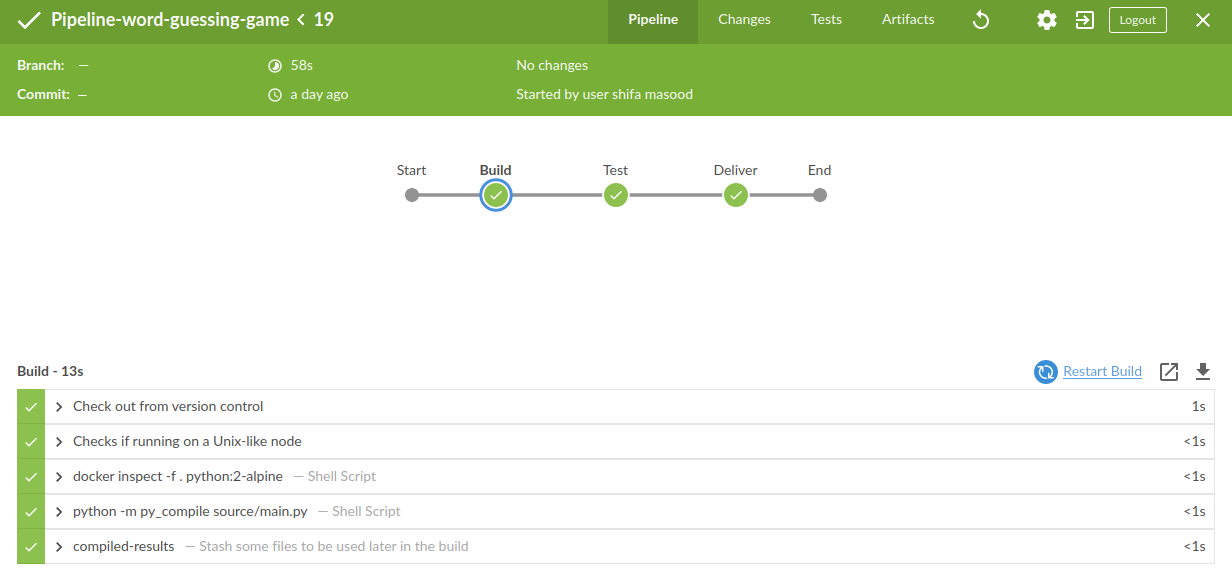 Pipeline-word-guessing-game < 19 Pipeline Changes Tests Artifacts Logout
Branch: — 58s No changes
Commit: — a day ago Started by user shifa masood
Start Build Test Deliver End
Build - 13s Restart Build
Check out from version control 1s
Checks if running on a Unix-like node <1s
docker inspect -f . python:2-alpine — Shell Script <1s
python -m py_compile source/main.py — Shell Script <1s
compiled-results — Stash some files to be used later in the build <1s